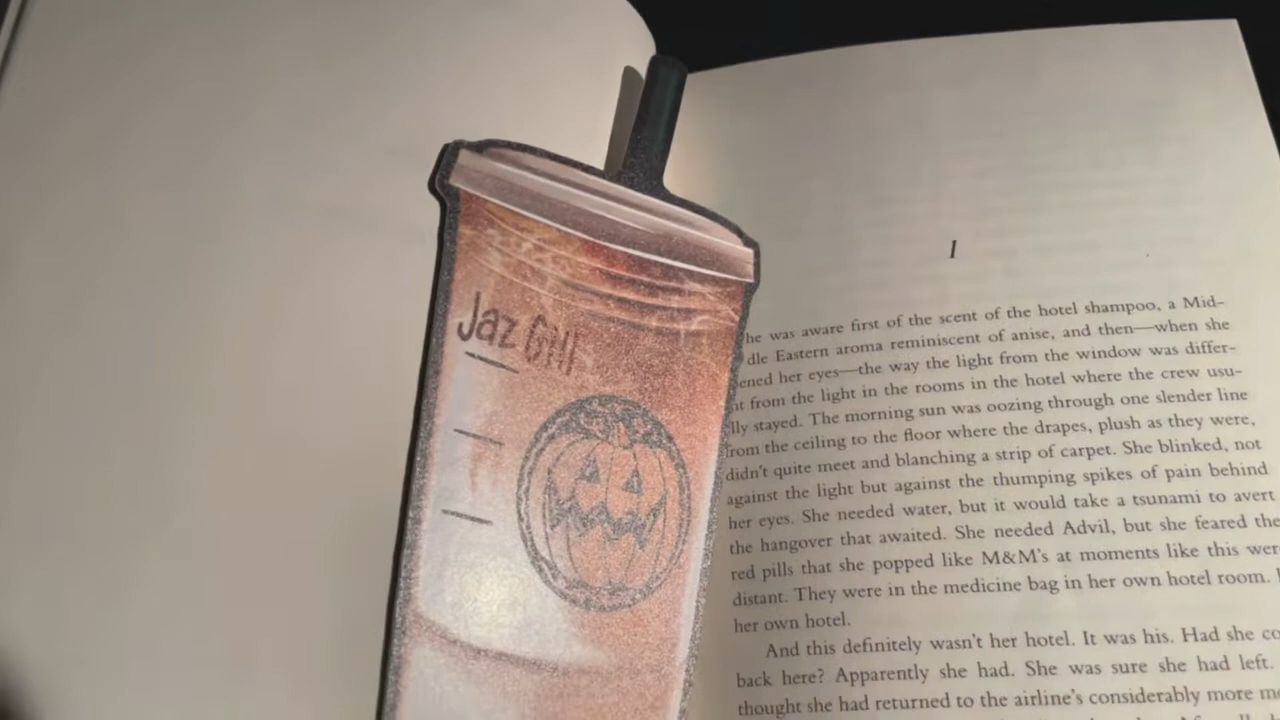 Jaz Gill
I
he was aware first of the scent of the hotel shampoo, a Mid-
dle Eastern aroma reminiscent of anise, and then—when she
ened her eyes—the way the light from the window was differ-
nt from the light in the rooms in the hotel where the crew usu-
lly stayed. The morning sun was oozing through one slender line
from the ceiling to the floor where the drapes, plush as they were,
didn't quite meet and blanching a strip of carpet. She blinked, not
against the light but against the thumping spikes of pain behind
her eyes. She needed water, but it would take a tsunami to avert
the hangover that awaited. She needed Advil, but she feared the
red pills that she popped like M&M's at moments like this wer
distant. They were in the medicine bag in her own hotel room.
her own hotel.
And this definitely wasn't her hotel. It was his. Had she co
back here? Apparently she had. She was sure she had left.
thought she had returned to the airline's considerably more